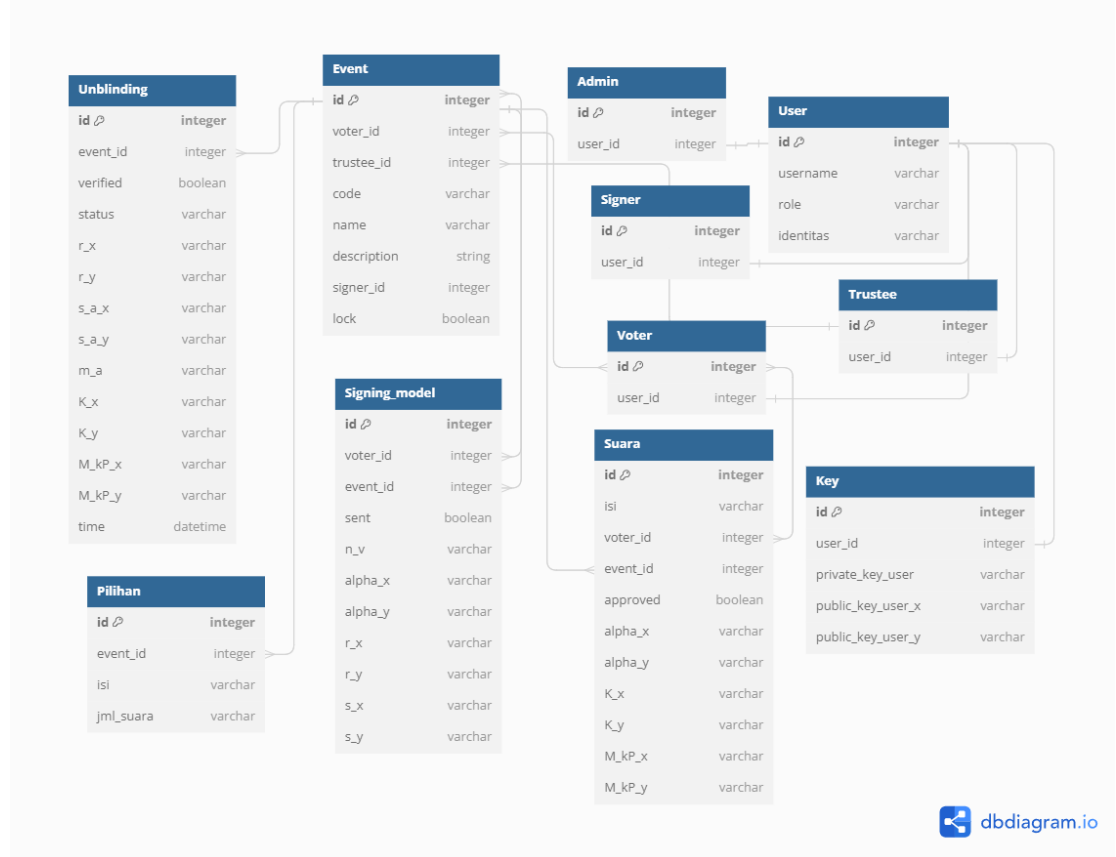 Unblinding
id integer
event_id integer
verified boolean
status varchar
r_x varchar
r_y varchar
s_a_x varchar
s_a_y varchar
m_a varchar
K_x varchar
K_y varchar
M_kP_x varchar
M_kP_y varchar
time datetime
Pilihan
id integer
event_id integer
isi varchar
jml_suara varchar
Event
id integer
voter_id integer
trustee_id integer
code varchar
name varchar
description string
signer_id integer
lock boolean
Signing_model
id integer
voter_id integer
event_id integer
sent boolean
n_v varchar
alpha_x varchar
alpha_y varchar
r_x varchar
r_y varchar
s_x varchar
s_y varchar
Admin
id integer
user_id integer
Signer
id integer
user_id integer
Voter
id integer
user_id integer
Suara
id integer
isi varchar
voter_id integer
event_id integer
approved boolean
alpha_x varchar
alpha_y varchar
K_x varchar
K_y varchar
M_kP_x varchar
M_kP_y varchar
User
id integer
username varchar
role varchar
identitas varchar
Trustee
id integer
user_id integer
Key
id integer
user_id integer
private_key_user varchar
public_key_user_x varchar
public_key_user_y varchar
dbdiagram.io